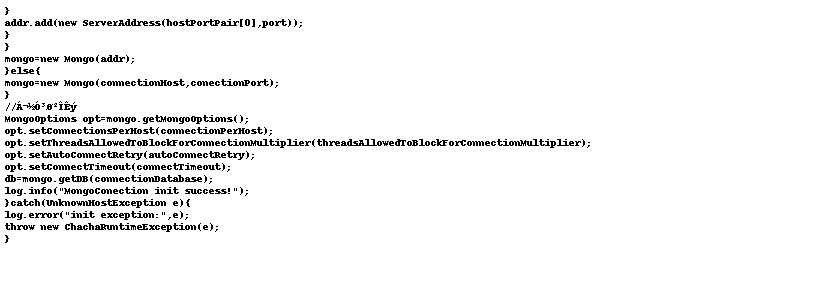 }
addr.add(new ServerAddress(hostPortPair[0],port));
}
}
mongo=new Mongo(addr);
}else{
mongo=new Mongo(connectionHost,conectionPort);
}
//Á¬½Ó³Ø²ÎÊý
MongoOptions opt=mongo.getMongoOptions();
opt.setConnectionsPerHost(connectionPerHost);
opt.setThreadsAllowedToBlockForConnectionMultiplier(threadsAllowedToBlockForConnectionMultiplier);
opt.setAutoConnectRetry(autoConnectRetry);
opt.setConnectTimeout(connectTimeout);
db=mongo.getDB(connectionDatabase);
log.info("MongoConection init success!");
}catch(UnknownHostException e){
log.error("init exception:",e);
throw new ChachaRuntimeException(e);
}